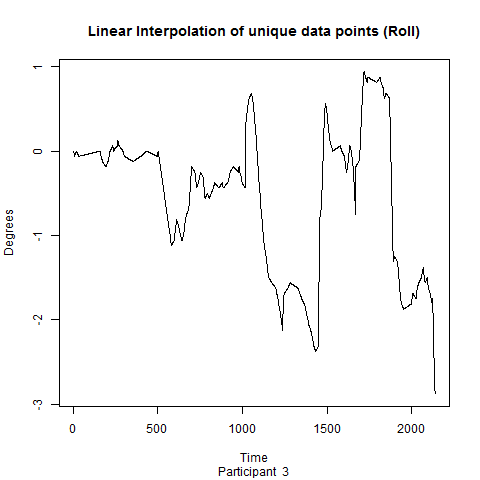 Linear Interpolation of unique data points (Roll)
Degrees
1
0
-1
-2
-3
0 500 1000 1500 2000
Time
Participant 3